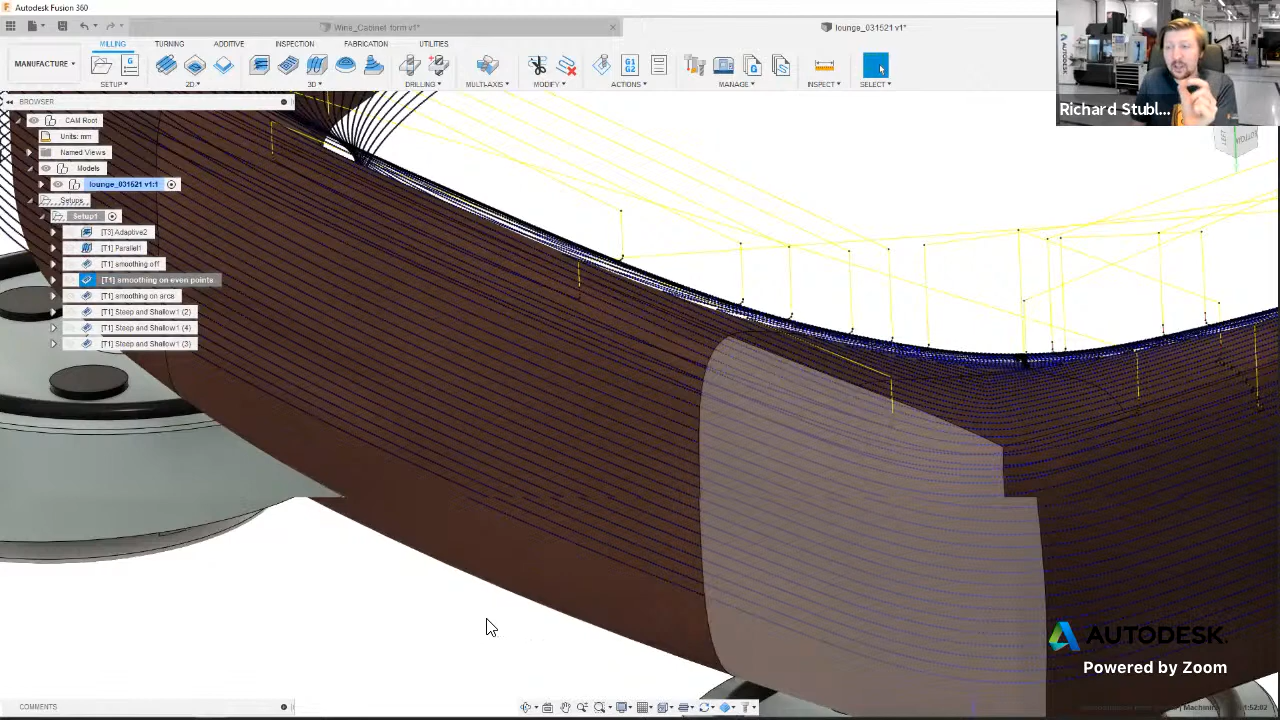 Autodesk Fusion 360
Wine_Cabinet form v1*
lounge_031521 v1*
MILLING
TURNING
ADDITIVE
INSPECTION
FABRICATION
UTILITIES
MANUFACTURE
G1
G2
SETUP
2D
3D
DRILLING
MULTI-AXIS
MODIFY
ACTIONS
MANAGE
INSPECT
SELECT
Richard Stubl...
BROWSER
CAM Root
Units: mm
Named Views
Models
lounge_031521 v1:1
Setups
Setup1
[T3] Adaptive2
[T1] Parallel1
[T1] smoothing off
[T1] smoothing on even points
[T1] smoothing on arcs
[T1] Steep and Shallow1 (2)
[T1] Steep and Shallow1 (4)
[T1] Steep and Shallow1 (3)
AUTODESK
Powered by Zoom
COMMENTS